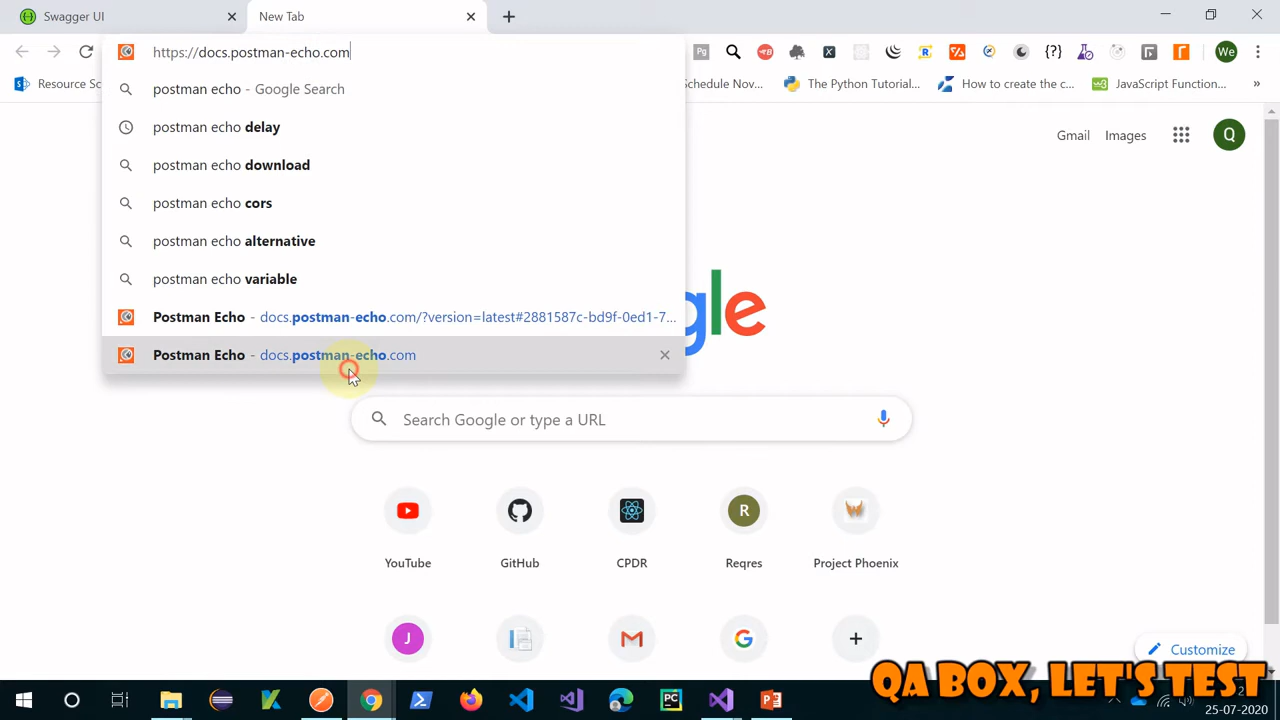 Swagger UI
New Tab
https://docs.postman-echo.com
Pg
We
Resource Sc
Schedule Nov...
The Python Tutorial...
How to create the c...
JavaScript Function...
»
postman echo - Google Search
postman echo delay
postman echo download
postman echo cors
postman echo alternative
postman echo variable
Postman Echo - docs.postman-echo.com/?version=latest#2881587c-bd9f-0ed1-7...
Postman Echo - docs.postman-echo.com
Gmail
Images
Q
gle
Search Google or type a URL
R
YouTube
GitHub
CPDR
Reqres
Project Phoenix
J
Customize
QA BOX, LET'S TEST
PC
25-07-2020